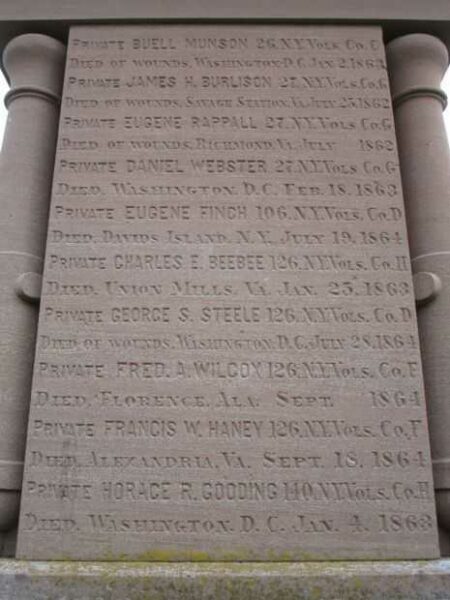 PRIVATE BUELL MUNSON 26.N.Y.VOLS. CO.C
DIED OF WOUNDS, WASHINGTON D.C. JAN 2,1863
PRIVATE JAMES H. BURLISON 27.N.Y.VOLS.CO.G
DIED OF WOUNDS, SAVAGE STATION,VA.JULY 25,1862
PRIVATE EUGENE RAPPALL 27.N.Y.VOLS CO.G
DIED OF WOUNDS, RICHMOND,VA.JULY 1862
PRIVATE DANIEL WEBSTER 27.N.Y.VOLS CO.G
DIED, WASHINGTON D.C. FEB.18.1863
PRIVATE EUGENE FINCH 106.N.Y.VOLS. CO.D
DIED, DAVIDS ISLAND, N.Y. JULY 19,1864
PRIVATE CHARLES E. BEEBEE 126.N.Y.VOLS. CO.H
DIED, UNION MILLS, VA. JAN. 25.1863
PRIVATE GEORGE S. STEELE 126.N.Y.VOLS. CO.D
DIED OF WOUNDS, WASHINGTON, D.C. JULY 28,1864
PRIVATE FRED. A. WILCOX 126.N.Y.VOLS. CO.F
DIED, FLORENCE, ALA. SEPT. 1864
PRIVATE FRANCIS W. HANEY 126.N.Y.VOLS. CO.F
DIED, ALEXANDRIA, VA. SEPT. 18, 1864
PRIVATE HORACE R. GOODING 140.N.Y.VOLS. CO.H
DIED, WASHINGTON D. C. JAN. 4. 1863